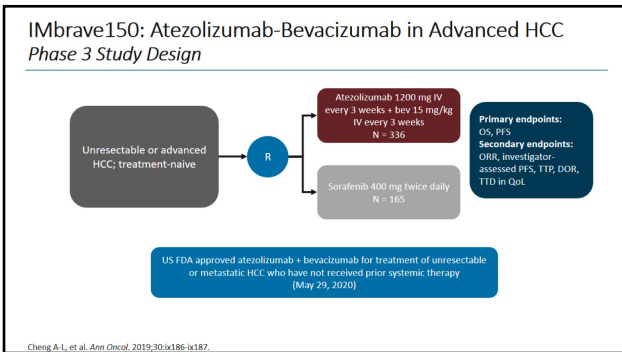 IMbrave150: Atezolizumab-Bevacizumab in Advanced HCC
Phase 3 Study Design
Unresectable or advanced
HCC; treatment-naive
R
Atezolizumab 1200 mg IV
every 3 weeks + bev 15 mg/kg
IV every 3 weeks
N = 336
Sorafenib 400 mg twice daily
N = 165
Primary endpoints:
OS, PFS
Secondary endpoints:
ORR, investigator-
assessed PFS, TTP, DOR,
TTD in QoL
US FDA approved atezolizumab + bevacizumab for treatment of unresectable
or metastatic HCC who have not received prior systemic therapy
(May 29, 2020)
Cheng A-L, et al. Ann Oncol. 2019;30:ix186-ix187.